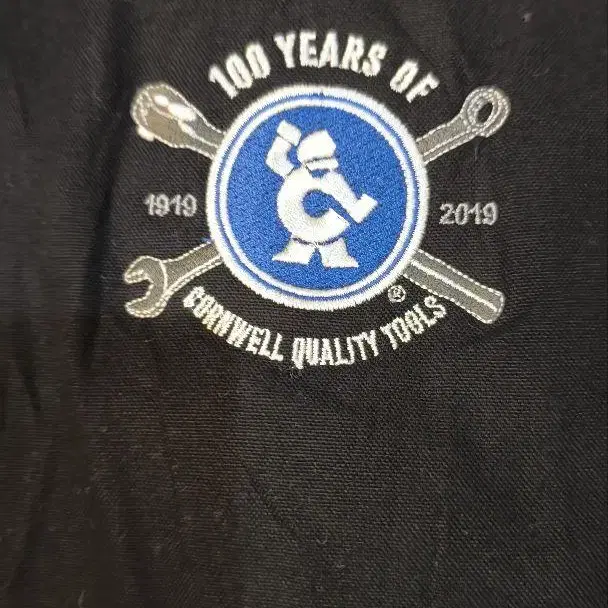 100 YEARS OF
1919
2019
®
CORNWELL QUALITY TOOLS